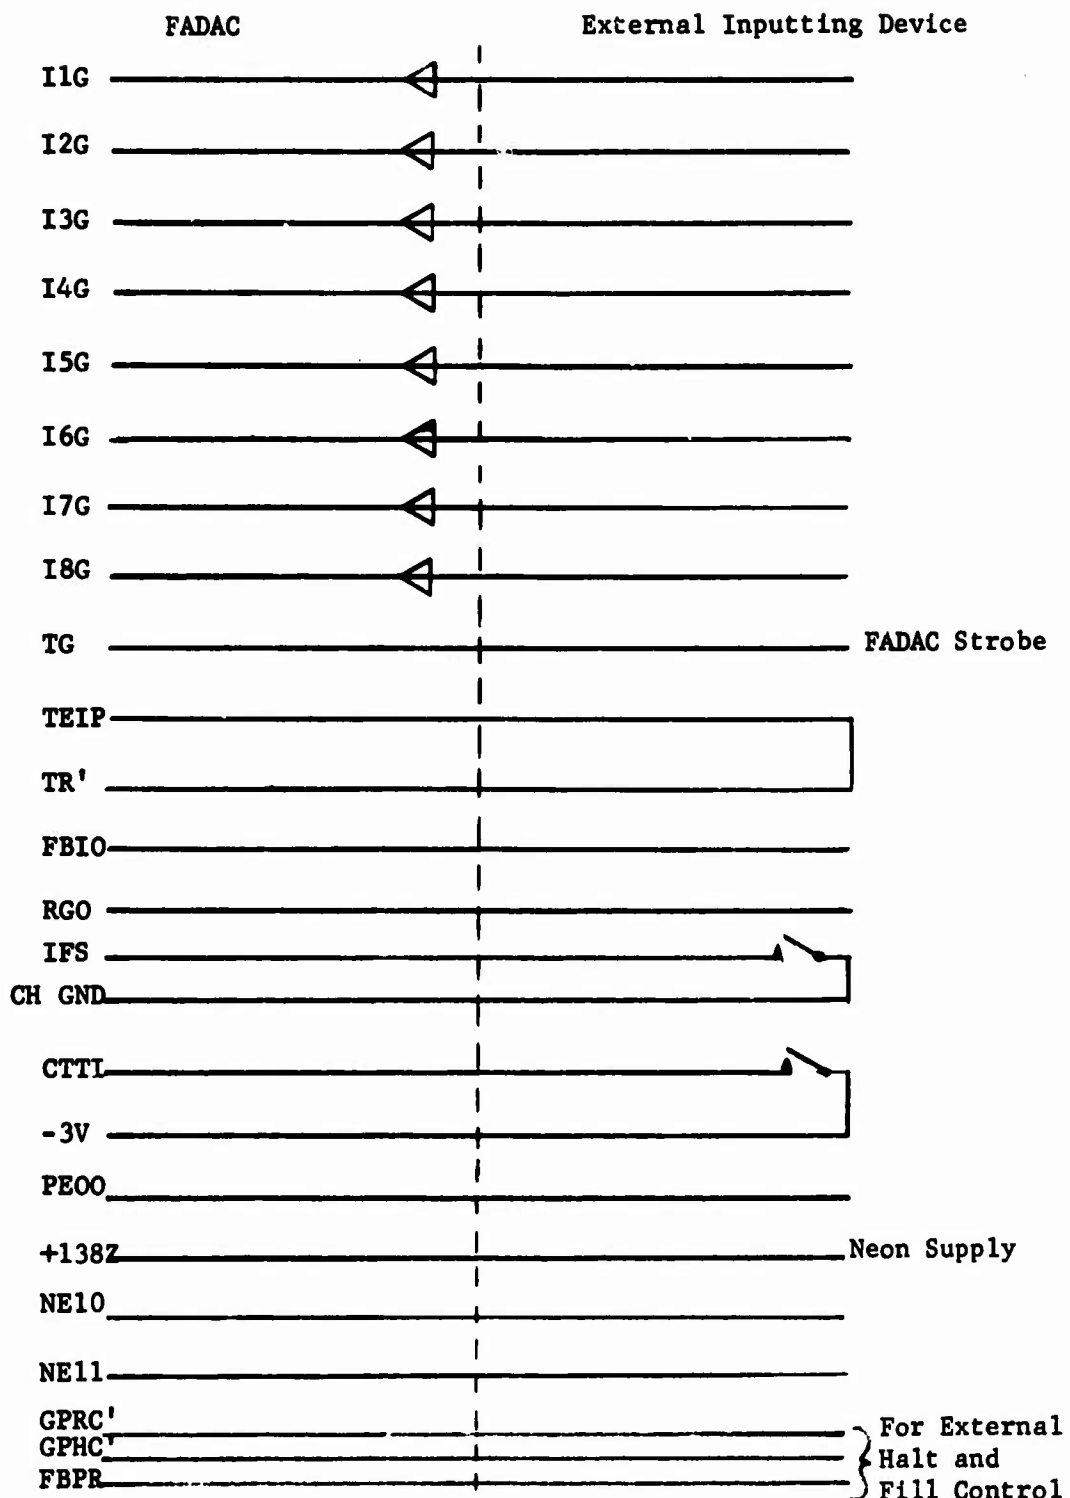 FADAC External Inputting Device
I1G
I2G
I3G
I4G
I5G
I6G
I7G
I8G
TG FADAC Strobe
TEIP
TR'
FBIO
RGO
IFS
CH GND
CTTI
-3V
PEOO
+138Z Neon Supply
NE10
NE11
GPRC' For External
GPHC' Halt and
FBPR Fill Control